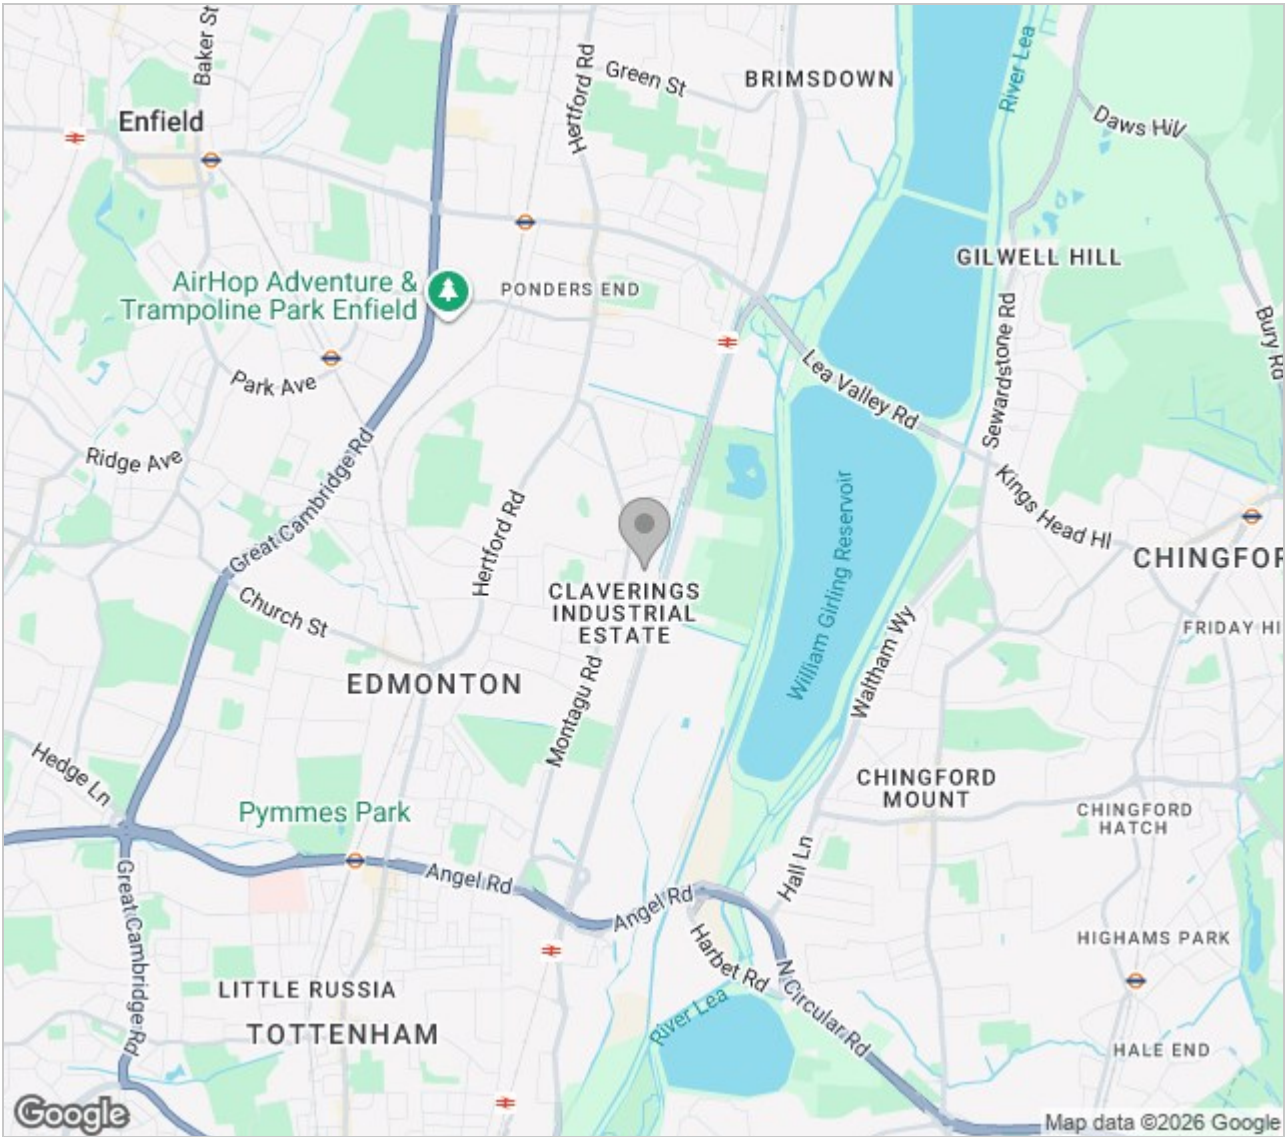 Baker St
Hertford Rd
Green St
BRIMSDOWN
River Lea
Daws Hill
Enfield
GILWELL HILL
AirHop Adventure &
Trampoline Park Enfield
PONDERS END
Bury Rd
Sewardstone Rd
Lea Valley Rd
Park Ave
Ridge Ave
Great Cambridge Rd
Hertford Rd
William Girling Reservoir
Kings Head Hl
CHINGFOR
CLAVERINGS
INDUSTRIAL
ESTATE
Church St
FRIDAY HI
Waltham Wy
EDMONTON
Montagu Rd
Hedge Ln
CHINGFORD
MOUNT
CHINGFORD
HATCH
Pymmes Park
Angel Rd
Hall Ln
Angel Rd
Great Cambridge Rd
Harbet Rd
N Circular Rd
HIGHAMS PARK
LITTLE RUSSIA
River Lea
TOTTENHAM
HALE END
Google
Map data ©2026 Google